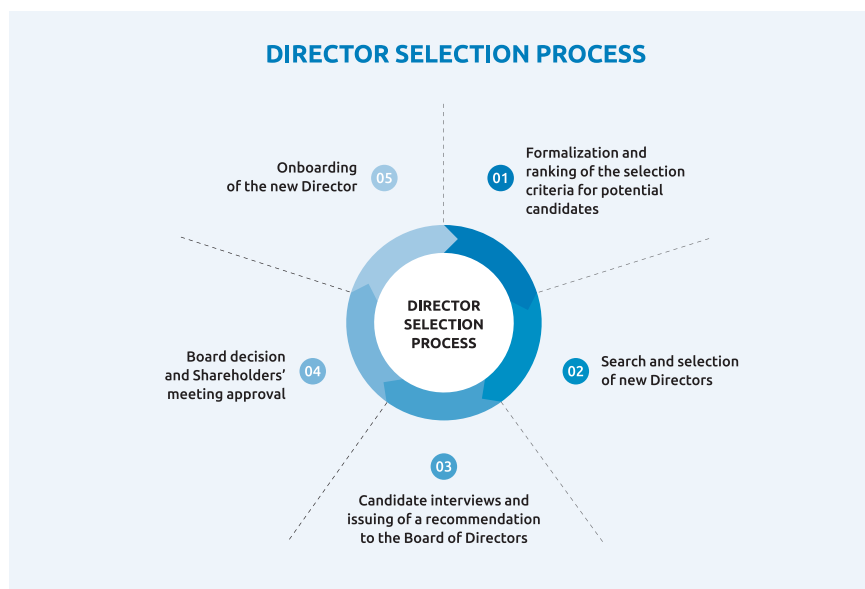 DIRECTOR SELECTION PROCESS
01
Formalization and
ranking of the selection
criteria for potential
candidates
02
Search and selection
of new Directors
03
Candidate interviews and
issuing of a recommendation
to the Board of Directors
04
Board decision
and Shareholders’
meeting approval
05
Onboarding
of the new Director
DIRECTOR
SELECTION
PROCESS